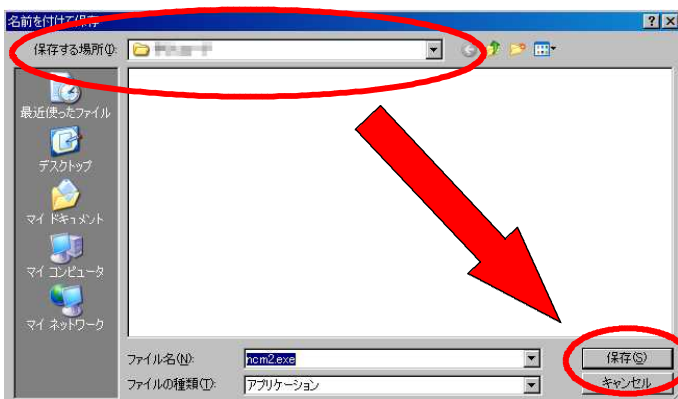 名前を付けて保存
保存する場所(I):
最近使ったファイル
デスクトップ
マイ ドキュメント
マイ コンピュータ
マイ ネットワーク
ファイル名(N):
ncm2.exe
保存(S)
ファイルの種類(T):
アプリケーション
キャンセル